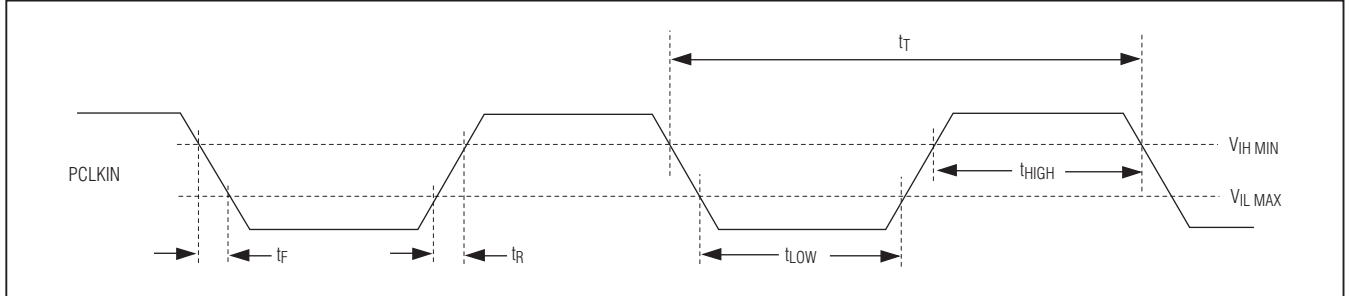 tT
VIH MIN
PCLKIN
tHIGH
VIL MAX
tF
tR
tLOW